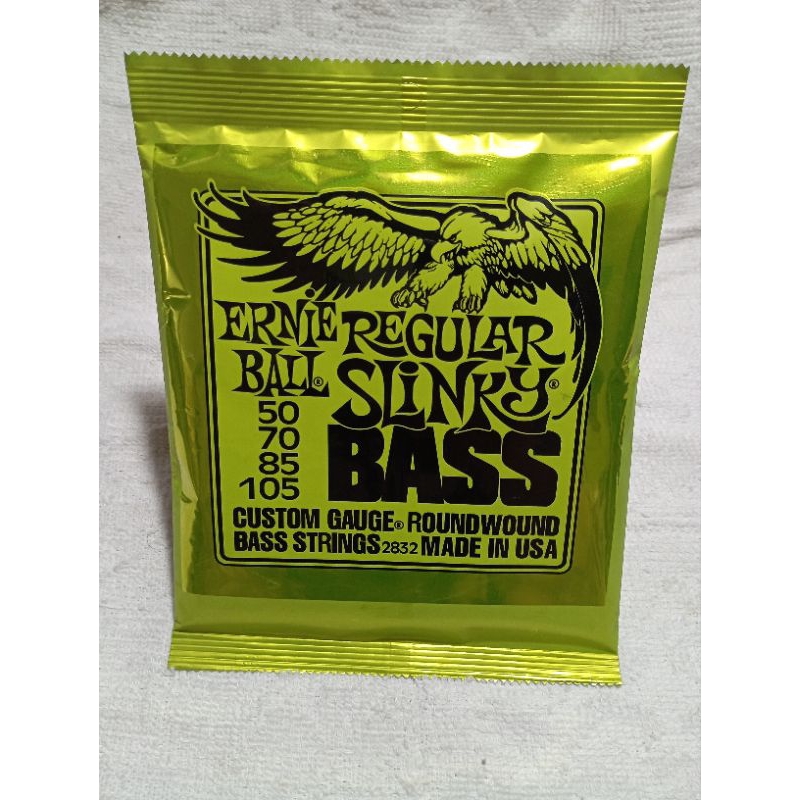 ERNIE
BALL®
REGULAR
SLINKY®
BASS
50
70
85
105
CUSTOM GAUGE® ROUNDWOUND
BASS STRINGS 2832 MADE IN USA